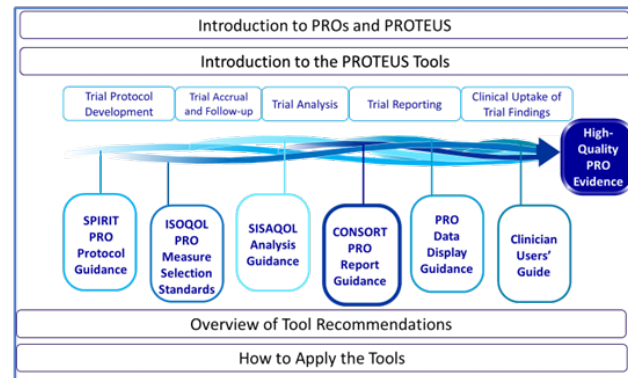 Introduction to PROs and PROTEUS
Introduction to the PROTEUS Tools
Trial Protocol
Development
Trial Accrual
and Follow-up
Trial Analysis
Trial Reporting
Clinical Uptake of
Trial Findings
High-
Quality
PRO
Evidence
SPIRIT
PRO
Protocol
Guidance
ISOQOL
PRO
Measure
Selection
Standards
SISAQOL
Analysis
Guidance
CONSORT
PRO
Report
Guidance
PRO
Data
Display
Guidance
Clinician
Users'
Guide
Overview of Tool Recommendations
How to Apply the Tools